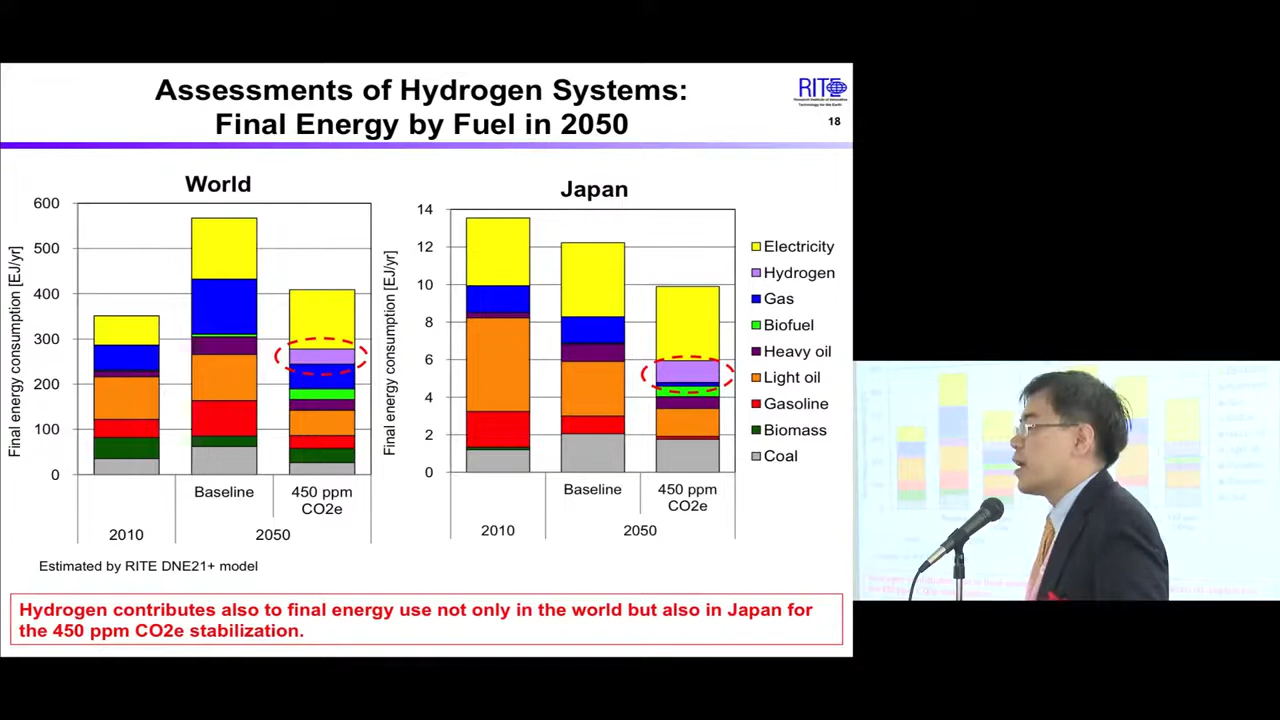 Assessments of Hydrogen Systems:
Final Energy by Fuel in 2050
RITE
18
World
Final energy consumption [EJ/yr]
600
500
400
300
200
100
0
Baseline
450 ppm
CO2e
2010
2050
Japan
Final energy consumption [EJ/yr]
14
12
10
8
6
4
2
0
Baseline
450 ppm
CO2e
2010
2050
Electricity
Hydrogen
Gas
Biofuel
Heavy oil
Light oil
Gasoline
Biomass
Coal
Estimated by RITE DNE21+ model
Hydrogen contributes also to final energy use not only in the world but also in Japan for
the 450 ppm CO2e stabilization.